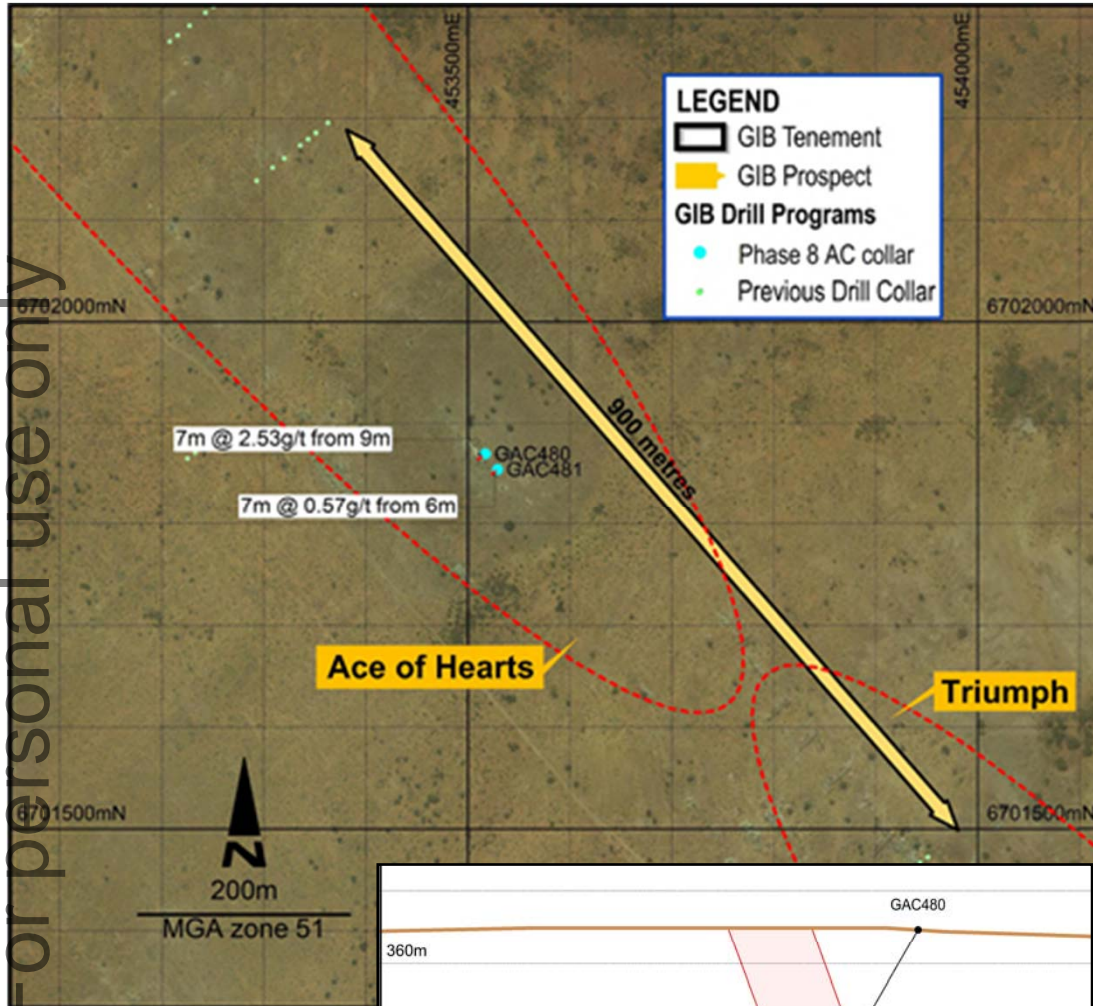 For personal use only
453500mE
454000mE
LEGEND
GIB Tenement
GIB Prospect
GIB Drill Programs
Phase 8 AC collar
Previous Drill Collar
6702000mN
6702000mN
900 metres
7m @ 2.53g/t from 9m
GAC480
GAC481
7m @ 0.57g/t from 6m
Ace of Hearts
Triumph
6701500mN
6701500mN
N
200m
MGA zone 51
GAC480
360m